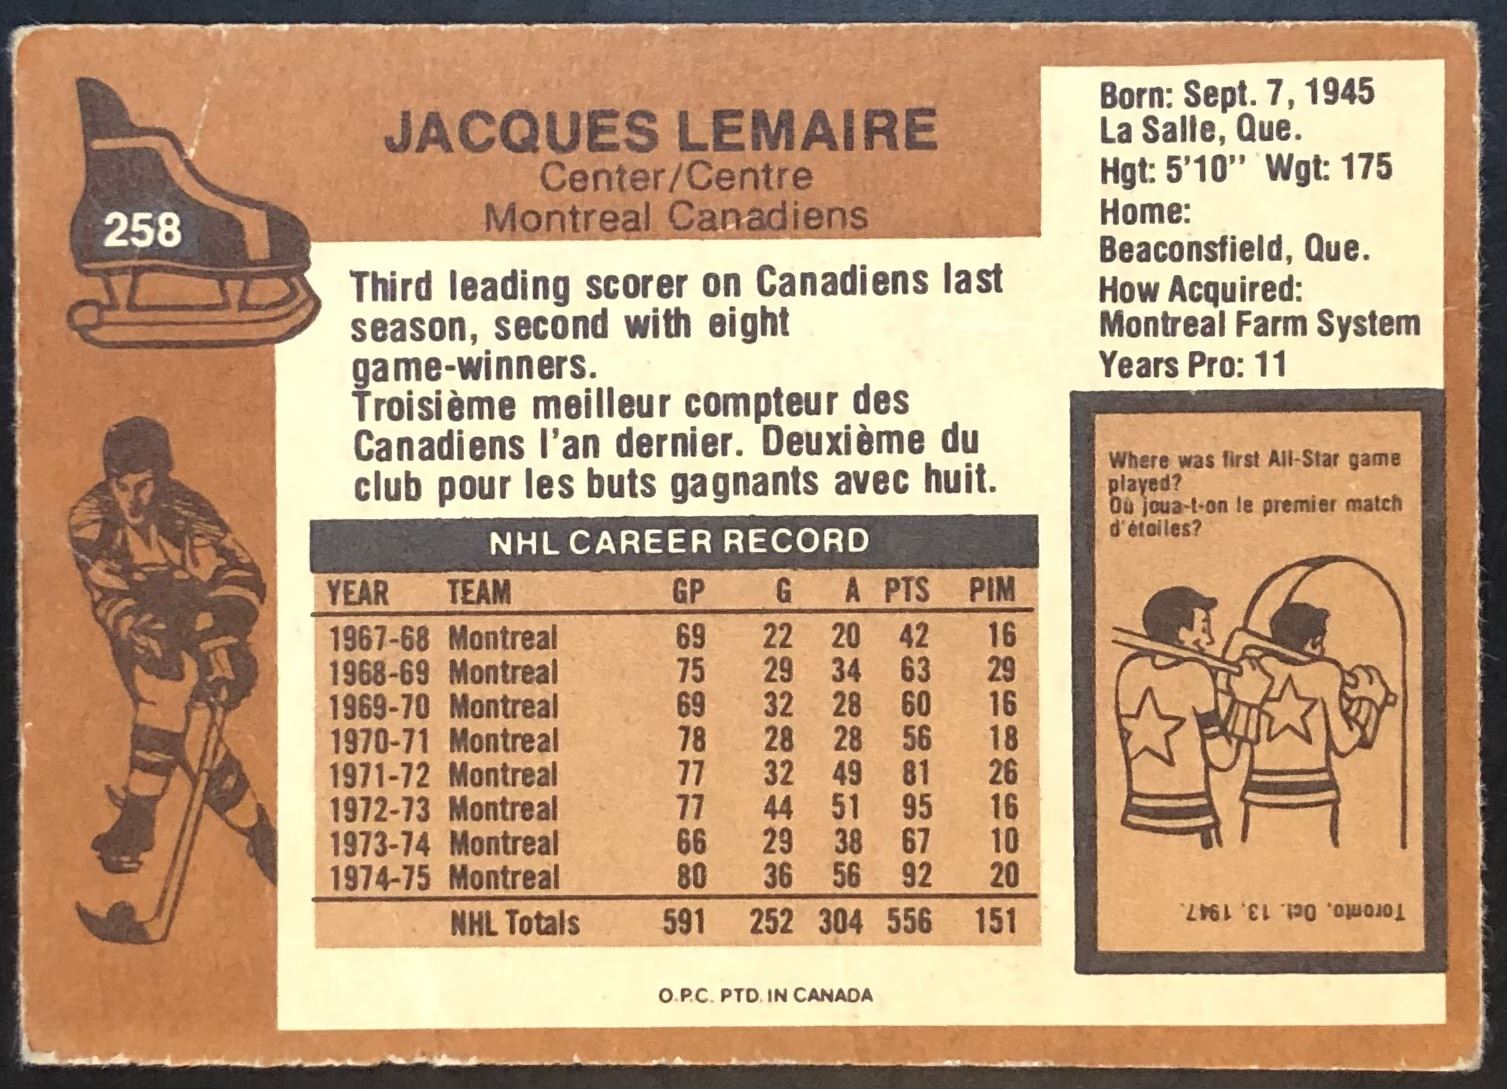 258
JACQUES LEMAIRE
Center/Centre
Montreal Canadiens
Third leading scorer on Canadiens last
season, second with eight
game-winners.
Troisième meilleur compteur des
Canadiens l'an dernier. Deuxième du
club pour les buts gagnants avec huit.
NHL CAREER RECORD
YEAR TEAM GP G A PTS PIM
1967-68 Montreal 69 22 20 42 16
1968-69 Montreal 75 29 34 63 29
1969-70 Montreal 69 32 28 60 16
1970-71 Montreal 78 28 28 56 18
1971-72 Montreal 77 32 49 81 26
1972-73 Montreal 77 44 51 95 16
1973-74 Montreal 66 29 38 67 10
1974-75 Montreal 80 36 56 92 20
NHL Totals 591 252 304 556 151
O.P.C. PTD. IN CANADA
Born: Sept. 7, 1945
La Salle, Que.
Hgt: 5'10" Wgt: 175
Home:
Beaconsfield, Que.
How Acquired:
Montreal Farm System
Years Pro: 11
Where was first All-Star game
played?
Où joua-t-on le premier match
d'étoiles?
Toronto, Oct. 13, 1947.